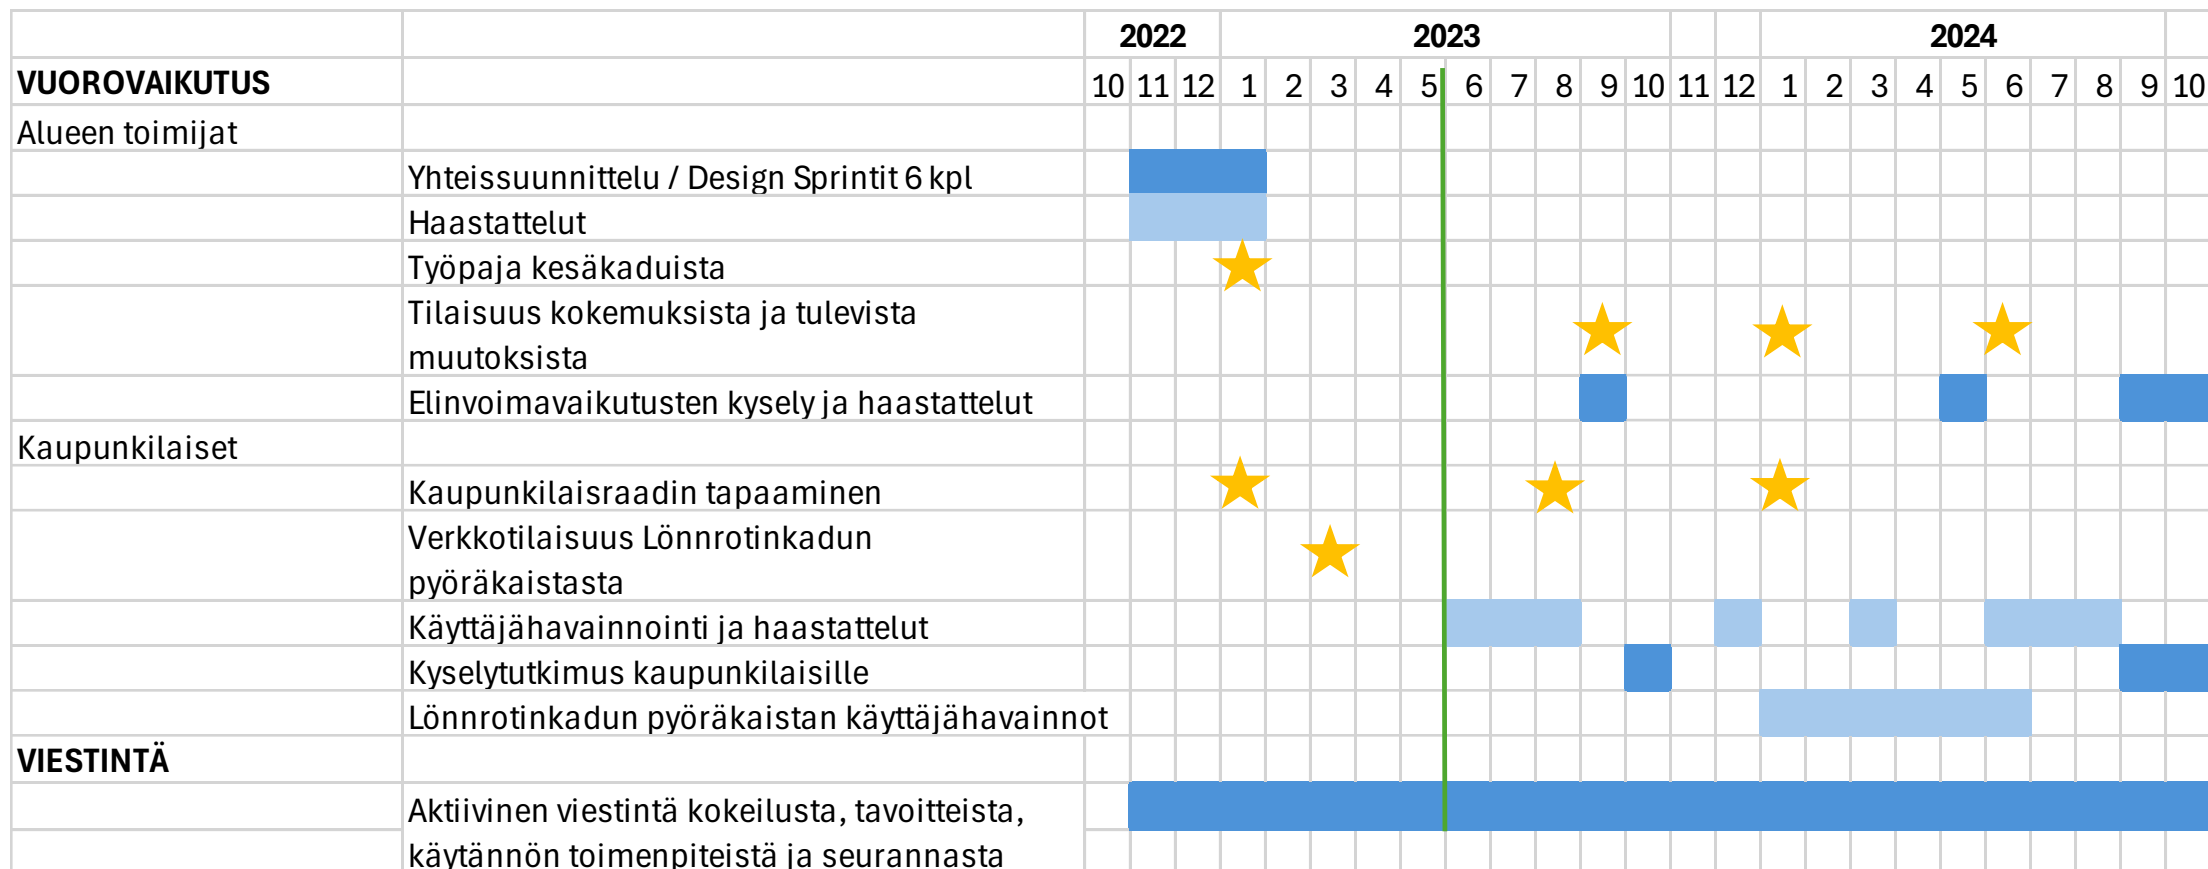 2022 2023 2024
VUOROVAIKUTUS 10 11 12 1 2 3 4 5 6 7 8 9 10 11 12 1 2 3 4 5 6 7 8 9 10
Alueen toimijat
Yhteissuunnittelu / Design Sprintit 6 kpl
Haastattelut
Työpaja kesäkaduista
Tilaisuus kokemuksista ja tulevista
muutoksista
Elinvoimavaikutusten kysely ja haastattelut
Kaupunkilaiset
Kaupunkilaisraadin tapaaminen
Verkkotilaisuus Lönnrotinkadun
pyöräkaistasta
Käyttäjähavainnointi ja haastattelut
Kyselytutkimus kaupunkilaisille
Lönnrotinkadun pyöräkaistan käyttäjähavainnot
VIESTINTÄ
Aktiivinen viestintä kokeilusta, tavoitteista,
käytännön toimenpiteistä ja seurannasta